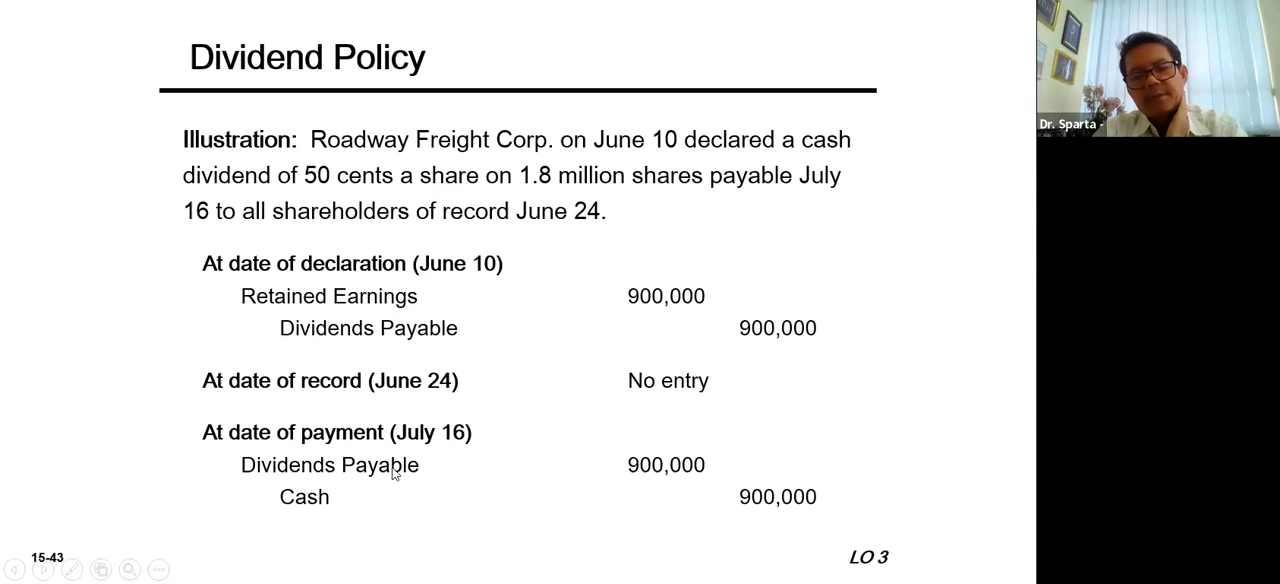 Dividend Policy
Illustration: Roadway Freight Corp. on June 10 declared a cash
dividend of 50 cents a share on 1.8 million shares payable July
16 to all shareholders of record June 24.
At date of declaration (June 10)
Retained Earnings 900,000
Dividends Payable 900,000
At date of record (June 24) No entry
At date of payment (July 16)
Dividends Payable 900,000
Cash 900,000
15-43
LO 3
Dr. Sparta -